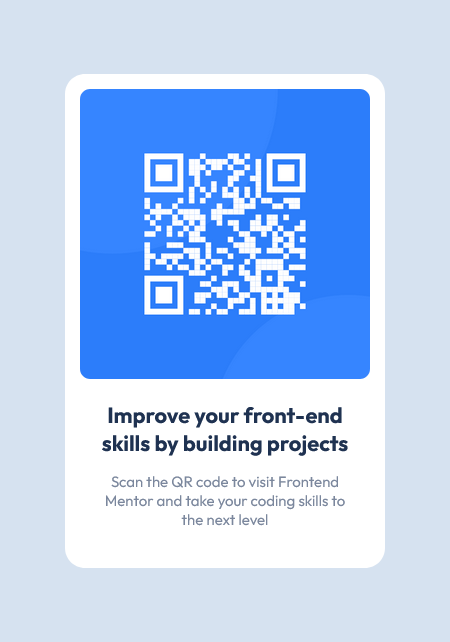 Improve your front-end
skills by building projects
Scan the QR code to visit Frontend
Mentor and take your coding skills to
the next level